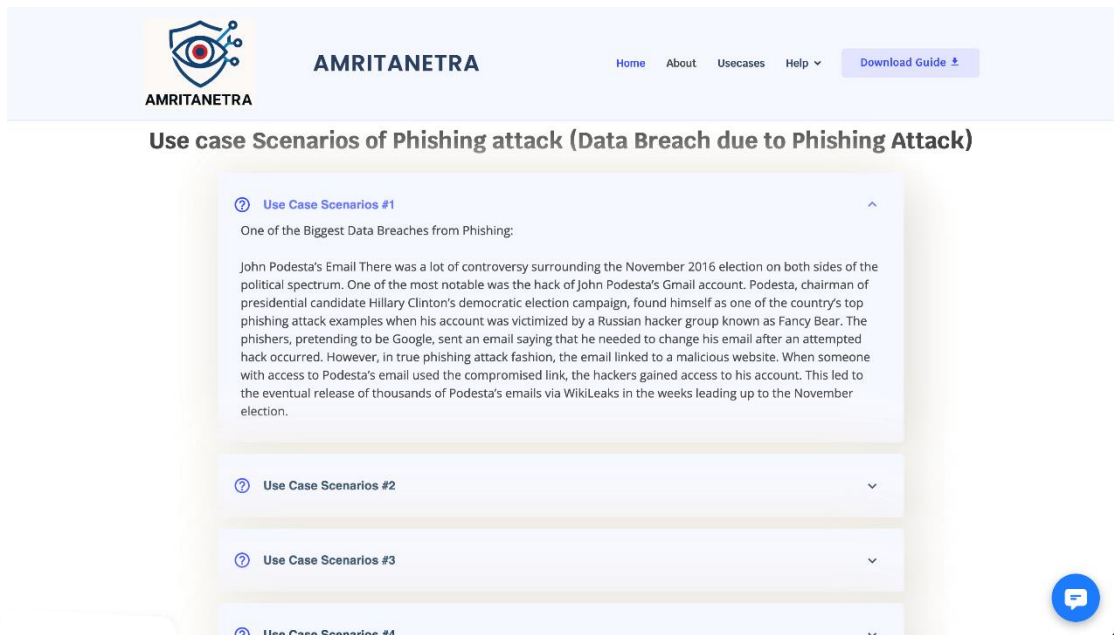 AMRITANETRA
AMRITANETRA
Home About Usecases Help Download Guide
Use case Scenarios of Phishing attack (Data Breach due to Phishing Attack)
Use Case Scenarios #1
One of the Biggest Data Breaches from Phishing:
John Podesta's Email There was a lot of controversy surrounding the November 2016 election on both sides of the
political spectrum. One of the most notable was the hack of John Podesta's Gmail account. Podesta, chairman of
presidential candidate Hillary Clinton's democratic election campaign, found himself as one of the country's top
phishing attack examples when his account was victimized by a Russian hacker group known as Fancy Bear. The
phishers, pretending to be Google, sent an email saying that he needed to change his email after an attempted
hack occurred. However, in true phishing attack fashion, the email linked to a malicious website. When someone
with access to Podesta's email used the compromised link, the hackers gained access to his account. This led to
the eventual release of thousands of Podesta's emails via WikiLeaks in the weeks leading up to the November
election.
Use Case Scenarios #2
Use Case Scenarios #3
Use Case Scenarios #4